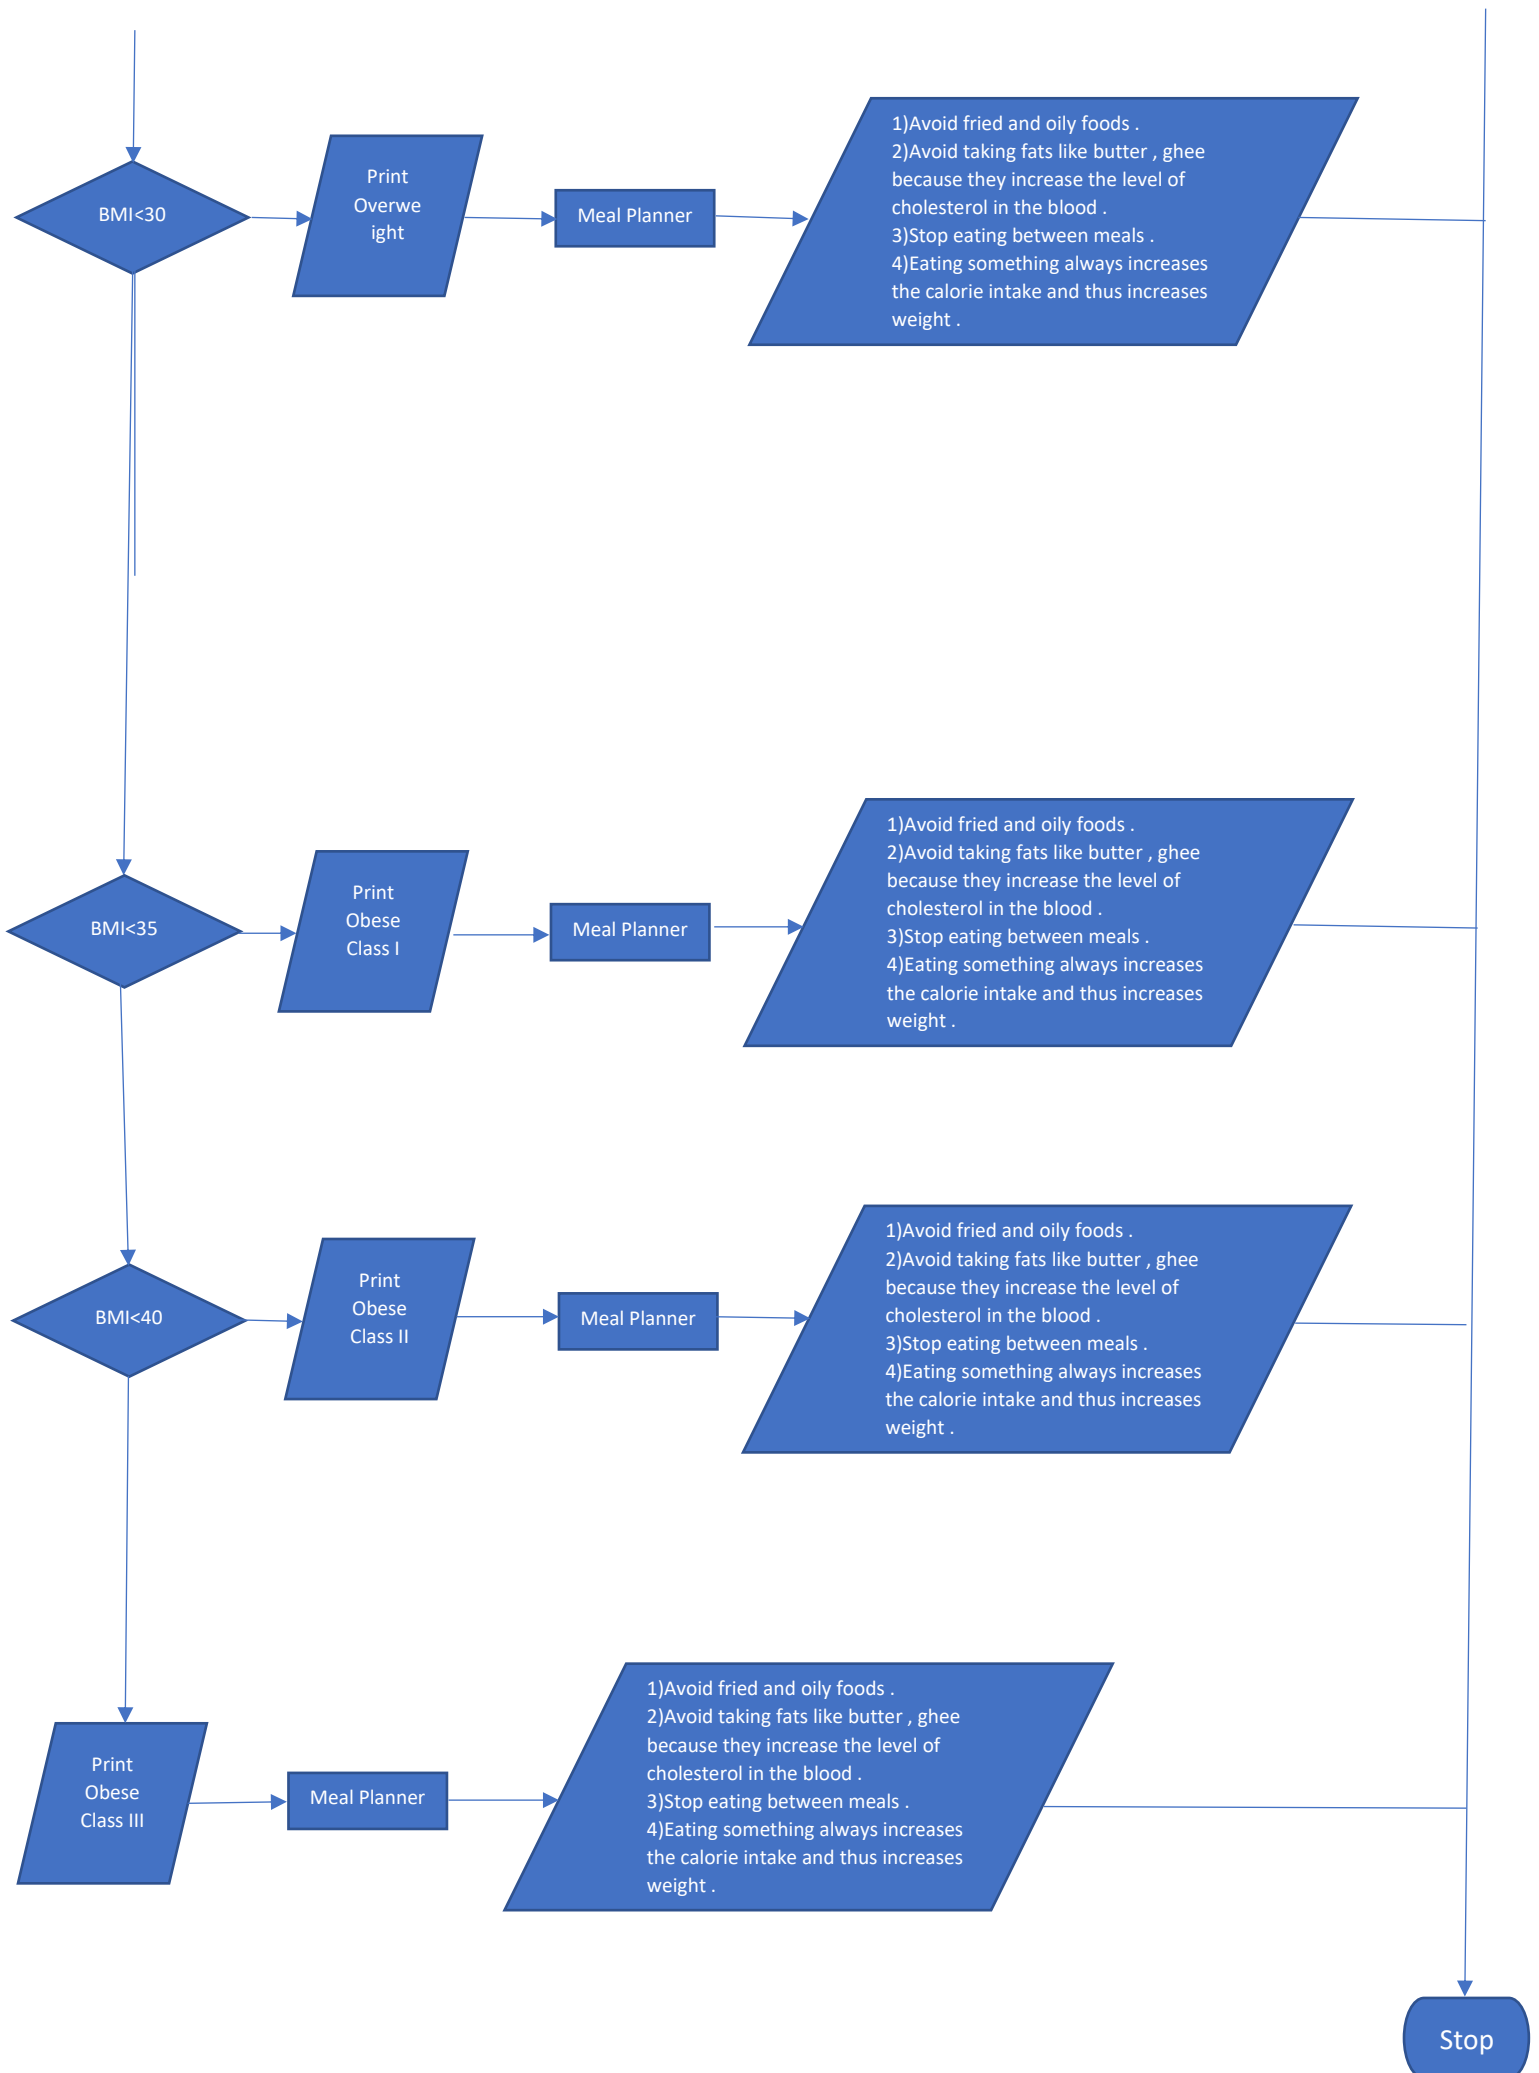 BMI<30
Print
Overwe
ight
Meal Planner
1)Avoid fried and oily foods .
2)Avoid taking fats like butter , ghee
because they increase the level of
cholesterol in the blood .
3)Stop eating between meals .
4)Eating something always increases
the calorie intake and thus increases
weight .
BMI<35
Print
Obese
Class I
Meal Planner
1)Avoid fried and oily foods .
2)Avoid taking fats like butter , ghee
because they increase the level of
cholesterol in the blood .
3)Stop eating between meals .
4)Eating something always increases
the calorie intake and thus increases
weight .
BMI<40
Print
Obese
Class II
Meal Planner
1)Avoid fried and oily foods .
2)Avoid taking fats like butter , ghee
because they increase the level of
cholesterol in the blood .
3)Stop eating between meals .
4)Eating something always increases
the calorie intake and thus increases
weight .
Print
Obese
Class III
Meal Planner
1)Avoid fried and oily foods .
2)Avoid taking fats like butter , ghee
because they increase the level of
cholesterol in the blood .
3)Stop eating between meals .
4)Eating something always increases
the calorie intake and thus increases
weight .
Stop